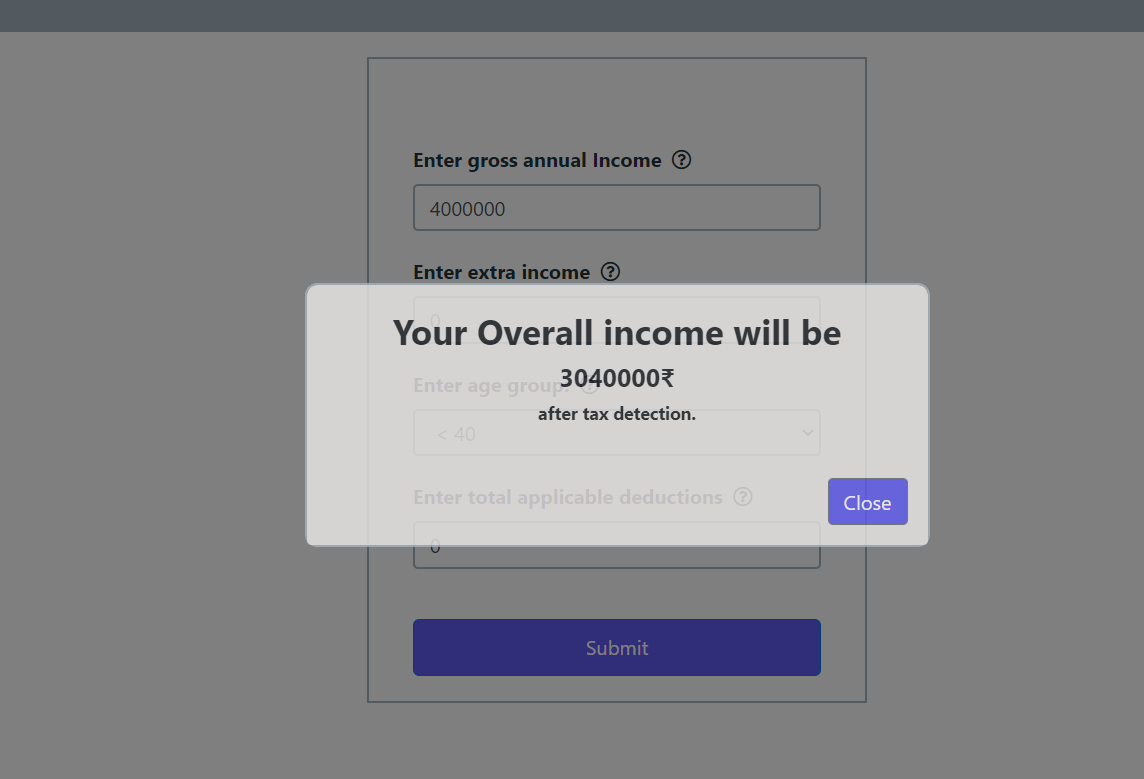 Enter gross annual Income
4000000
Enter extra income
0
Your Overall income will be
3040000₹
Enter age group:
after tax detection.
< 40
Enter total applicable deductions
Close
0
Submit